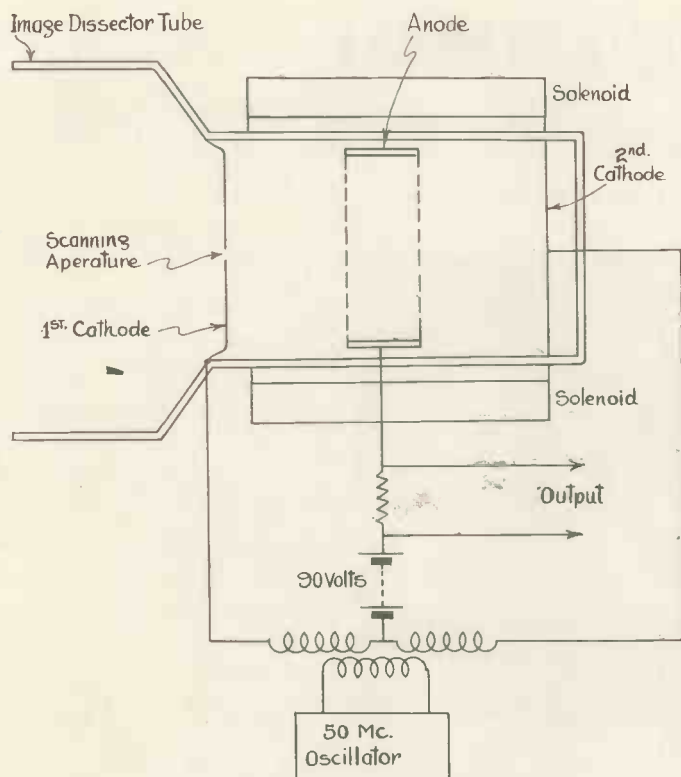 Image Dissector Tube
Anode
Solenoid
2nd.
Cathode
Scanning
Aperature
1ST. Cathode
Solenoid
Output
90 Volts
50 Mc.
Oscillator